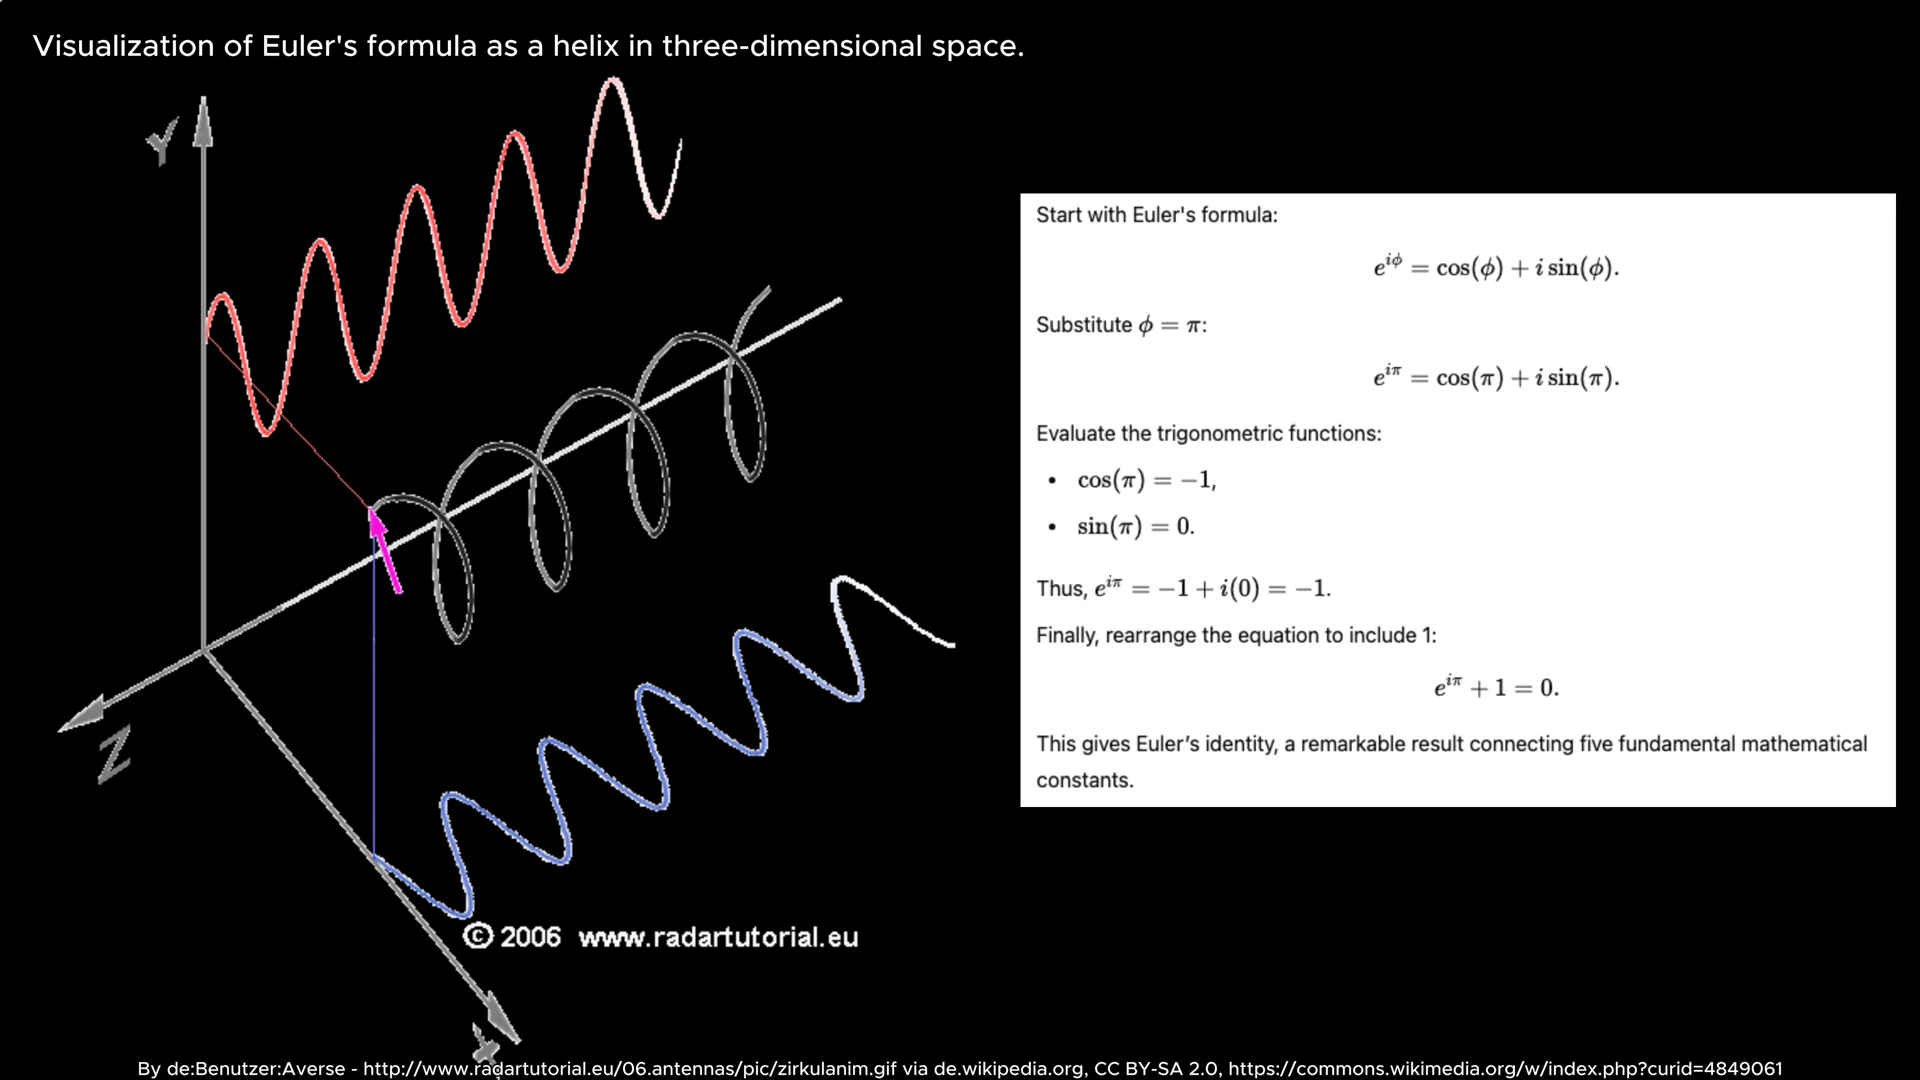 Visualization of Euler's formula as a helix in three-dimensional space.
Y
Z
X
© 2006 www.radartutorial.eu
Start with Euler's formula:
e^{iϕ} = cos(ϕ) + i sin(ϕ).
Substitute ϕ = π:
e^{iπ} = cos(π) + i sin(π).
Evaluate the trigonometric functions:
• cos(π) = −1,
• sin(π) = 0.
Thus, e^{iπ} = −1 + i(0) = −1.
Finally, rearrange the equation to include 1:
e^{iπ} + 1 = 0.
This gives Euler’s identity, a remarkable result connecting five fundamental mathematical
constants.
By de:Benutzer:Averse - http://www.radartutorial.eu/06.antennas/pic/zirkulanim.gif via de.wikipedia.org, CC BY-SA 2.0, https://commons.wikimedia.org/w/index.php?curid=4849061